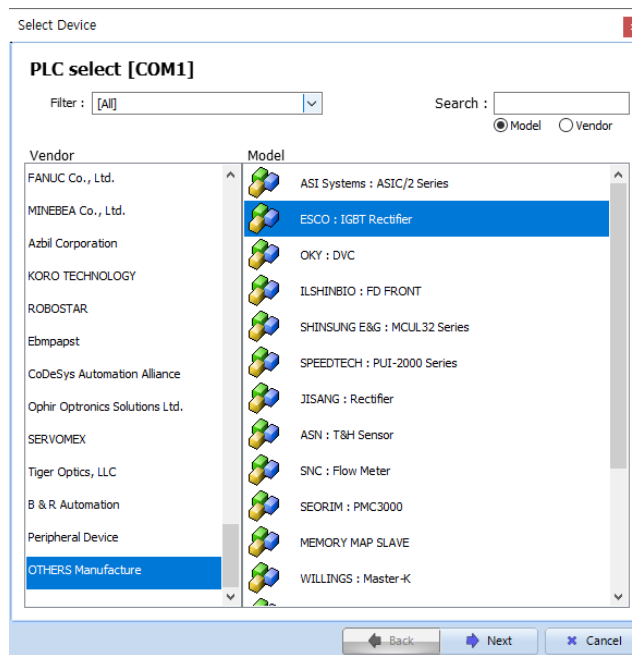 Select Device
PLC select [COM1]
Filter : [All]
Search :
Model Vendor
Vendor
FANUC Co., Ltd.
MINEBEA Co., Ltd.
Azbil Corporation
KORO TECHNOLOGY
ROBOSTAR
Ebmpapst
CoDeSys Automation Alliance
Ophir Optronics Solutions Ltd.
SERVOMEX
Tiger Optics, LLC
B & R Automation
Peripheral Device
OTHERS Manufacture
Model
ASI Systems : ASIC/2 Series
ESCO : IGBT Rectifier
OKY : DVC
ILSHINBIO : FD FRONT
SHINSUNG E&G : MCUL32 Series
SPEEDTECH : PUI-2000 Series
JISANG : Rectifier
ASN : T&H Sensor
SNC : Flow Meter
SEORIM : PMC3000
MEMORY MAP SLAVE
WILLINGS : Master-K
Back Next Cancel